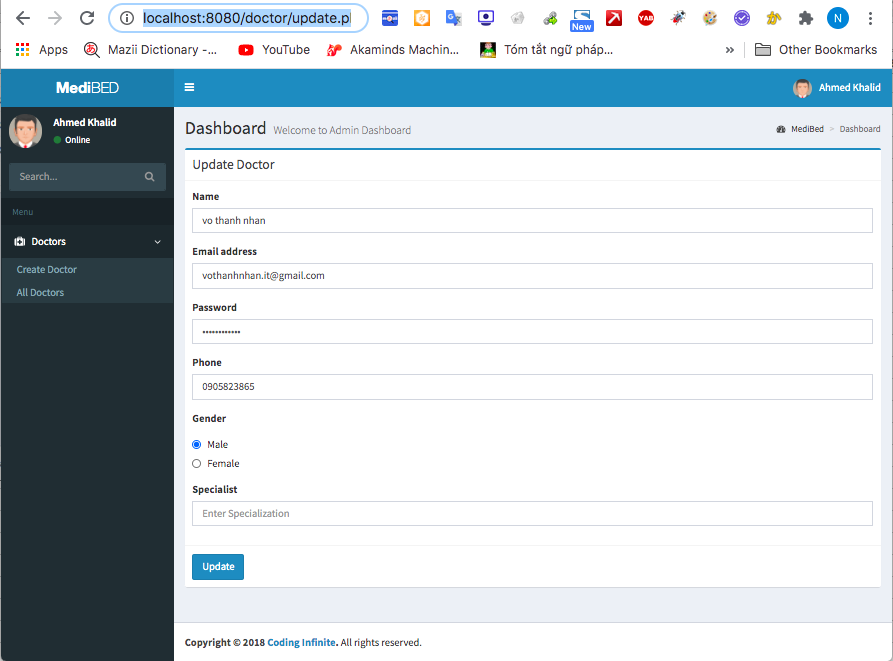 localhost:8080/doctor/update.p
New
YAB
N
Apps
Mazii Dictionary -...
YouTube
Akaminds Machin...
Tóm tắt ngữ pháp...
»
Other Bookmarks
MediBED
Ahmed Khalid
Ahmed Khalid
Online
Dashboard Welcome to Admin Dashboard
MediBed > Dashboard
Search...
Menu
Doctors
Create Doctor
All Doctors
Update Doctor
Name
vo thanh nhan
Email address
vothanhnhan.it@gmail.com
Password
••••••••••••
Phone
0905823865
Gender
Male
Female
Specialist
Enter Specialization
Update
Copyright © 2018 Coding Infinite. All rights reserved.